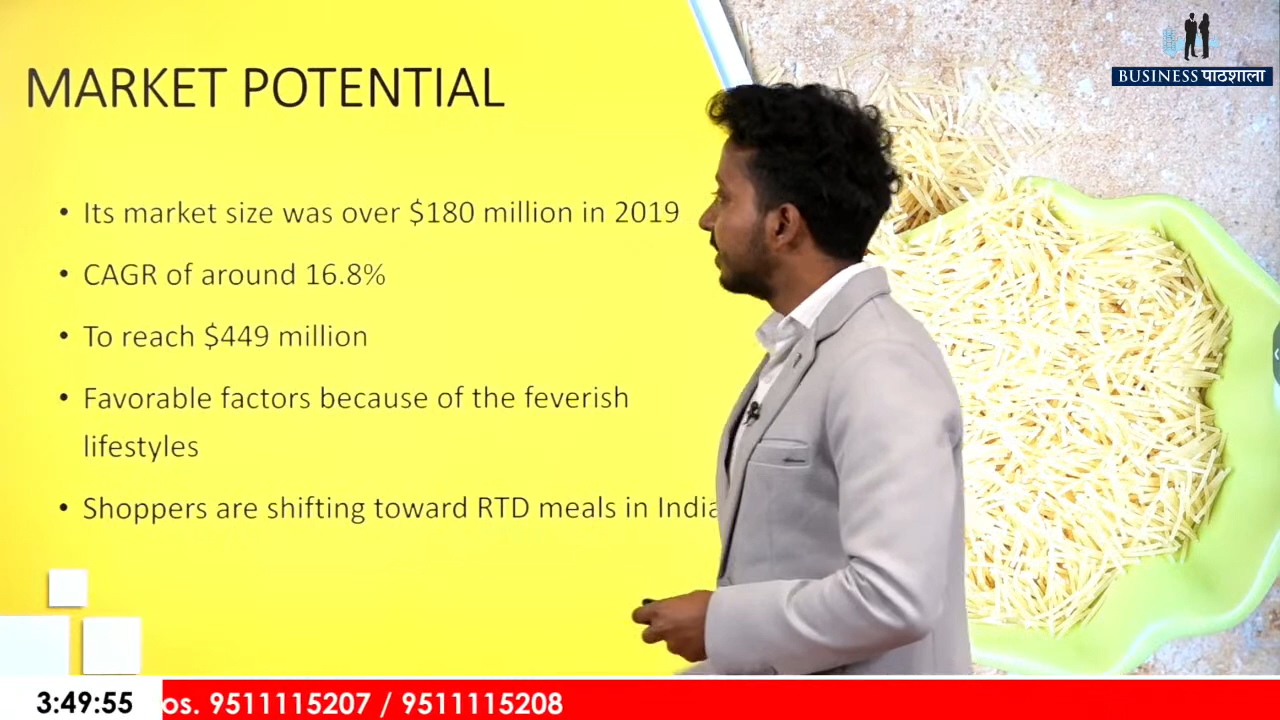 BUSINESS पाठशाला
MARKET POTENTIAL
• Its market size was over $180 million in 2019
• CAGR of around 16.8%
• To reach $449 million
• Favorable factors because of the feverish
lifestyles
• Shoppers are shifting toward RTD meals in India
3:49:55
os. 9511115207 / 9511115208